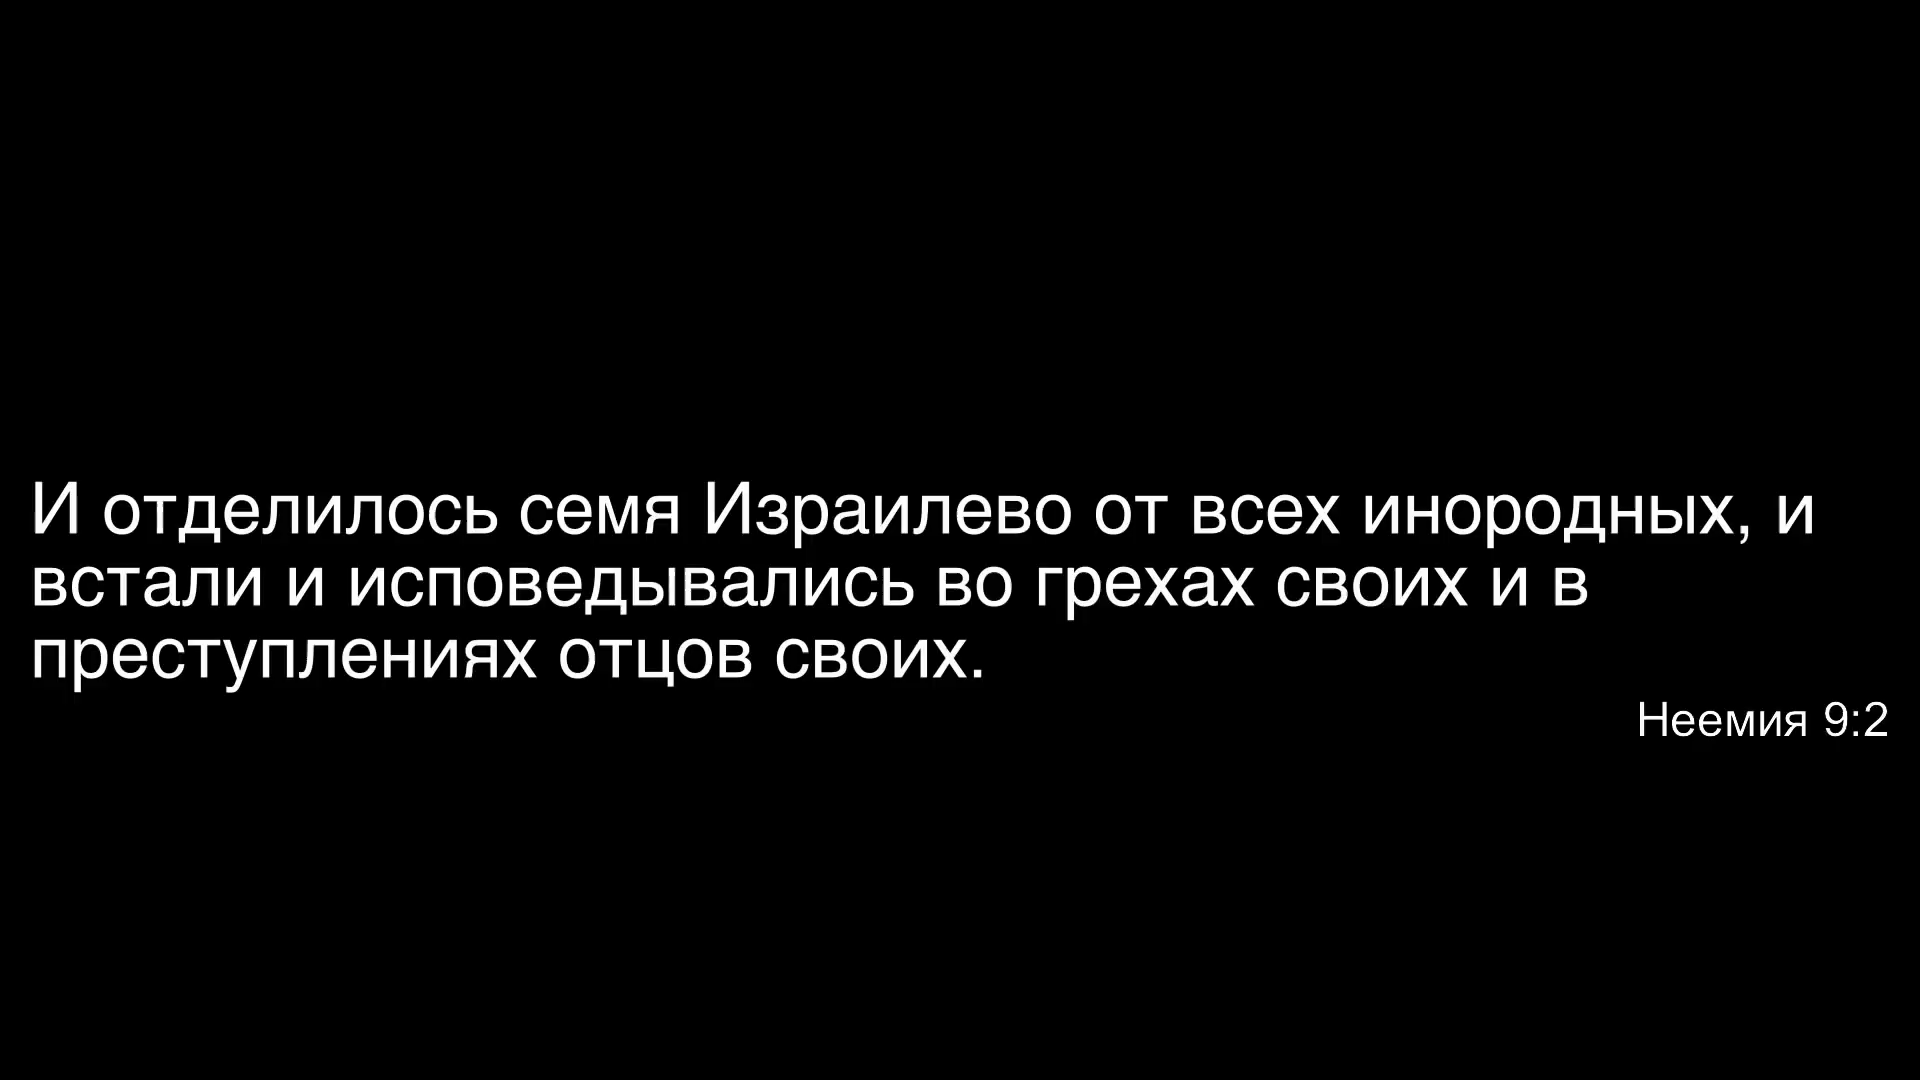 И отделилось семя Израилево от всех инородных, и
встали и исповедывались во грехах своих и в
преступлениях отцов своих.
Неемия 9:2